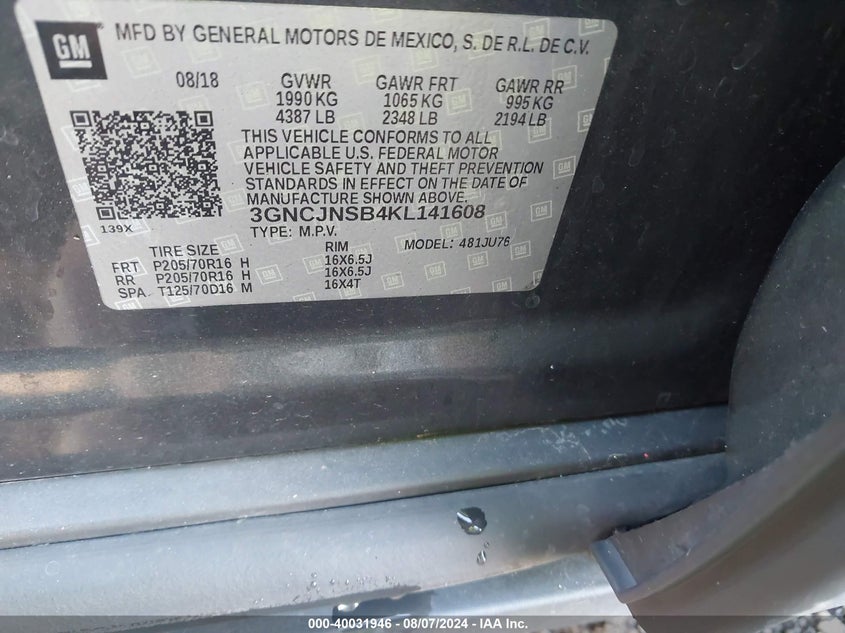 GM MFD BY GENERAL MOTORS DE MEXICO, S. DE R.L. DE C.V.
08/18 GVWR GAWR FRT GAWR RR
1990 KG 1065 KG 995 KG
4387 LB 2348 LB 2194 LB
THIS VEHICLE CONFORMS TO ALL
APPLICABLE U.S. FEDERAL MOTOR
VEHICLE SAFETY AND THEFT PREVENTION
STANDARDS IN EFFECT ON THE DATE OF
MANUFACTURE SHOWN ABOVE.
3GNCJNSB4KL141608
139X TYPE: M.P.V.
TIRE SIZE RIM MODEL: 481JU76
FRT P205/70R16 H 16X6.5J
RR P205/70R16 H 16X6.5J
SPA T125/70D16 M 16X4T
000-40031946 - 08/07/2024 - IAA Inc.